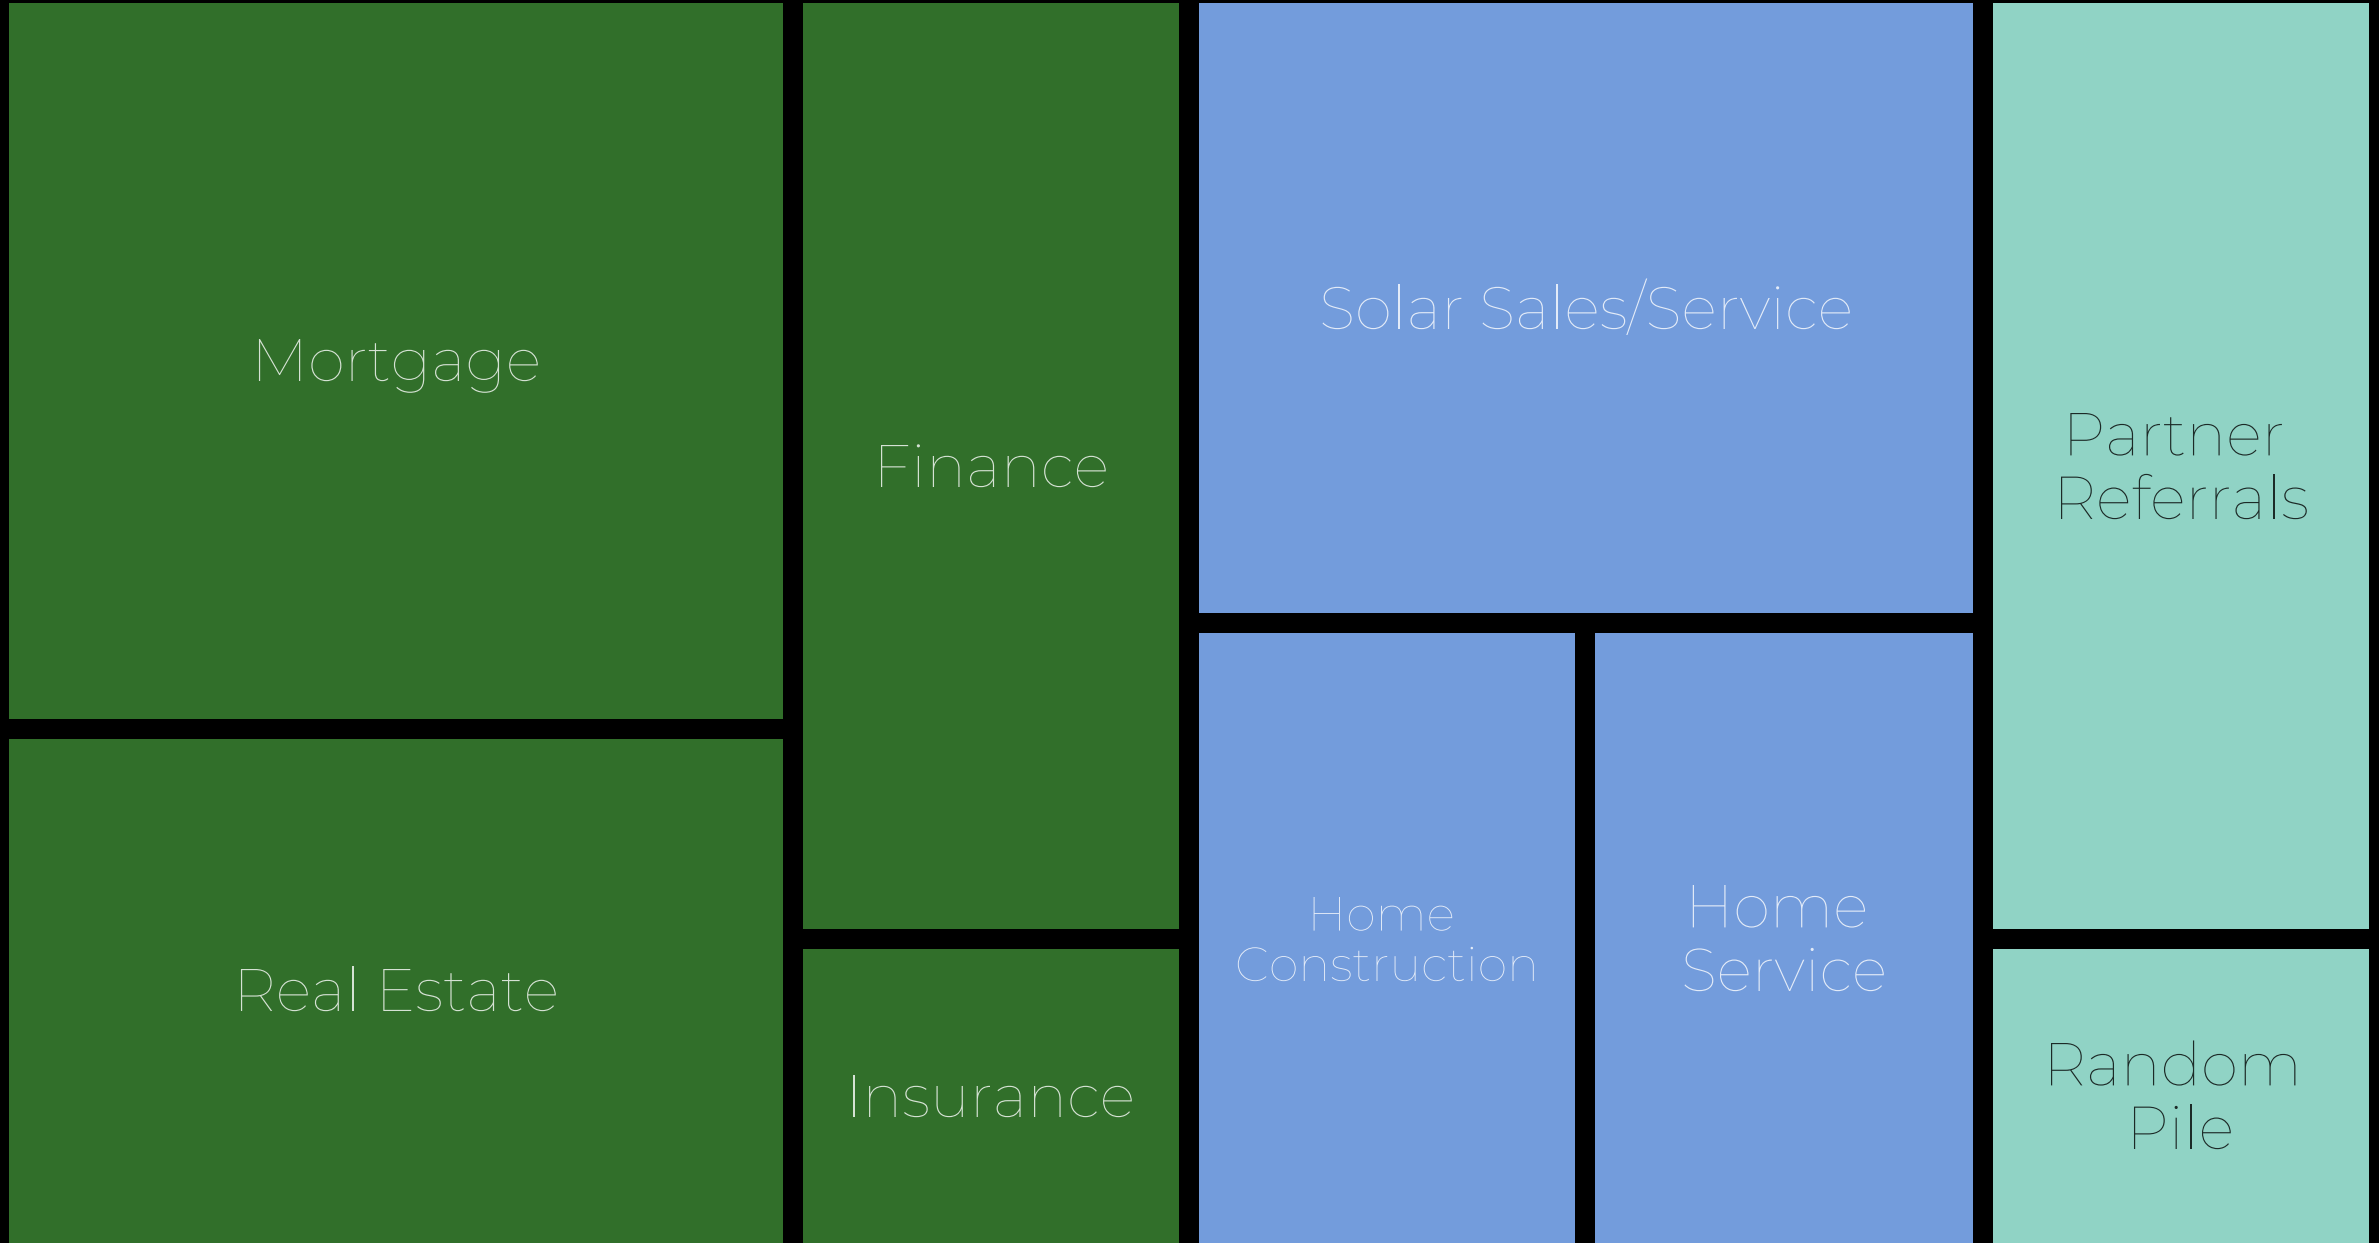 Mortgage
Real Estate
Finance
Insurance
Solar Sales/Service
Home
Construction
Home
Service
Partner
Referrals
Random
Pile